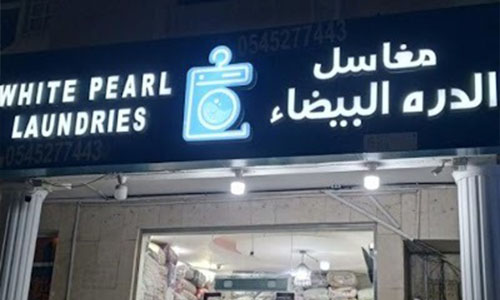 0545277443
WHITE PEARL
LAUNDRIES
مغاسل
الدره البيضاء
0545277443